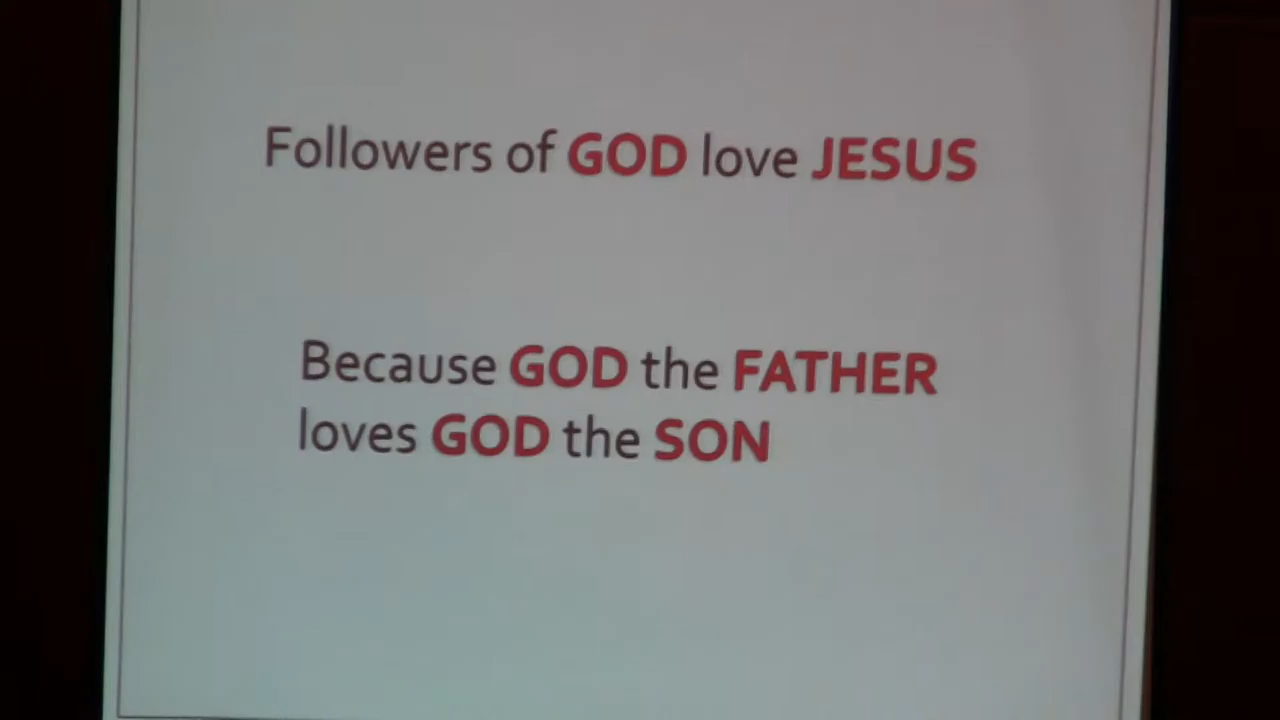 Followers of GOD love JESUS
Because GOD the FATHER
loves GOD the SON